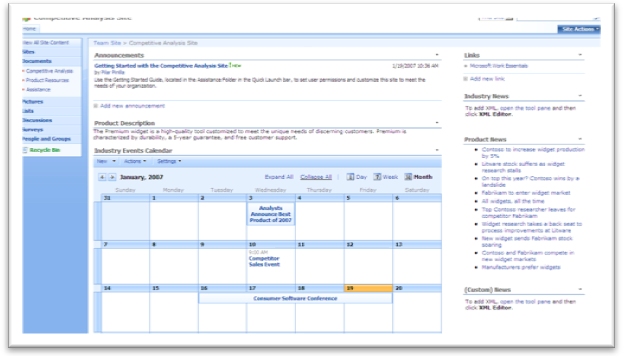 Competitive Analysis Site
Home
Site Actions
View All Site Content
Sites
Documents
Competitive Analysis
Product Resources
Assistance
Pictures
Lists
Discussions
Surveys
People and Groups
Recycle Bin
Team Site > Competitive Analysis Site
Announcements
Getting Started with the Competitive Analysis Site ! NEW
1/19/2007 10:36 AM
by
Use the Getting Started Guide, located in the Assistance Folder in the Quick Launch bar, to set user permissions and customize this site to meet the
needs of your organization.
Add new announcement
Product Description
The Premium widget is a high-quality tool customized to meet the unique needs of discerning customers. Premium is
characterized by durability, a 5-year guarantee, and free customer support.
Industry Events Calendar
New Actions Settings
January, 2007
Expand All Collapse All Day Week Month
Sunday Monday Tuesday Wednesday Thursday Friday Saturday
31 1 2 3 4 5 6
Analysts
Announce Best
Product of 2007
7 8 9 10 11 12 13
9:00 AM
Competitor
Sales Event
14 15 16 17 18 19 20
Consumer Software Conference
Links
Microsoft Work Essentials
Add new link
Industry News
To add XML, open the tool pane and then
click XML Editor.
Product News
Contoso to increase widget production
by 5%
Litware stock suffers as widget
research stalls
On top this year? Contoso wins by a
landslide
Fabrikam to enter widget market
All widgets, all the time
Top Contoso researcher leaves for
competitor Fabrikam
Widget research takes a back seat to
process improvements at Litware
New widget sends Fabrikam stock
soaring
Contoso and Fabrikam compete in
new widget markets
Manufacturers prefer widgets
(Custom) News
To add XML, open the tool pane and then
click XML Editor.